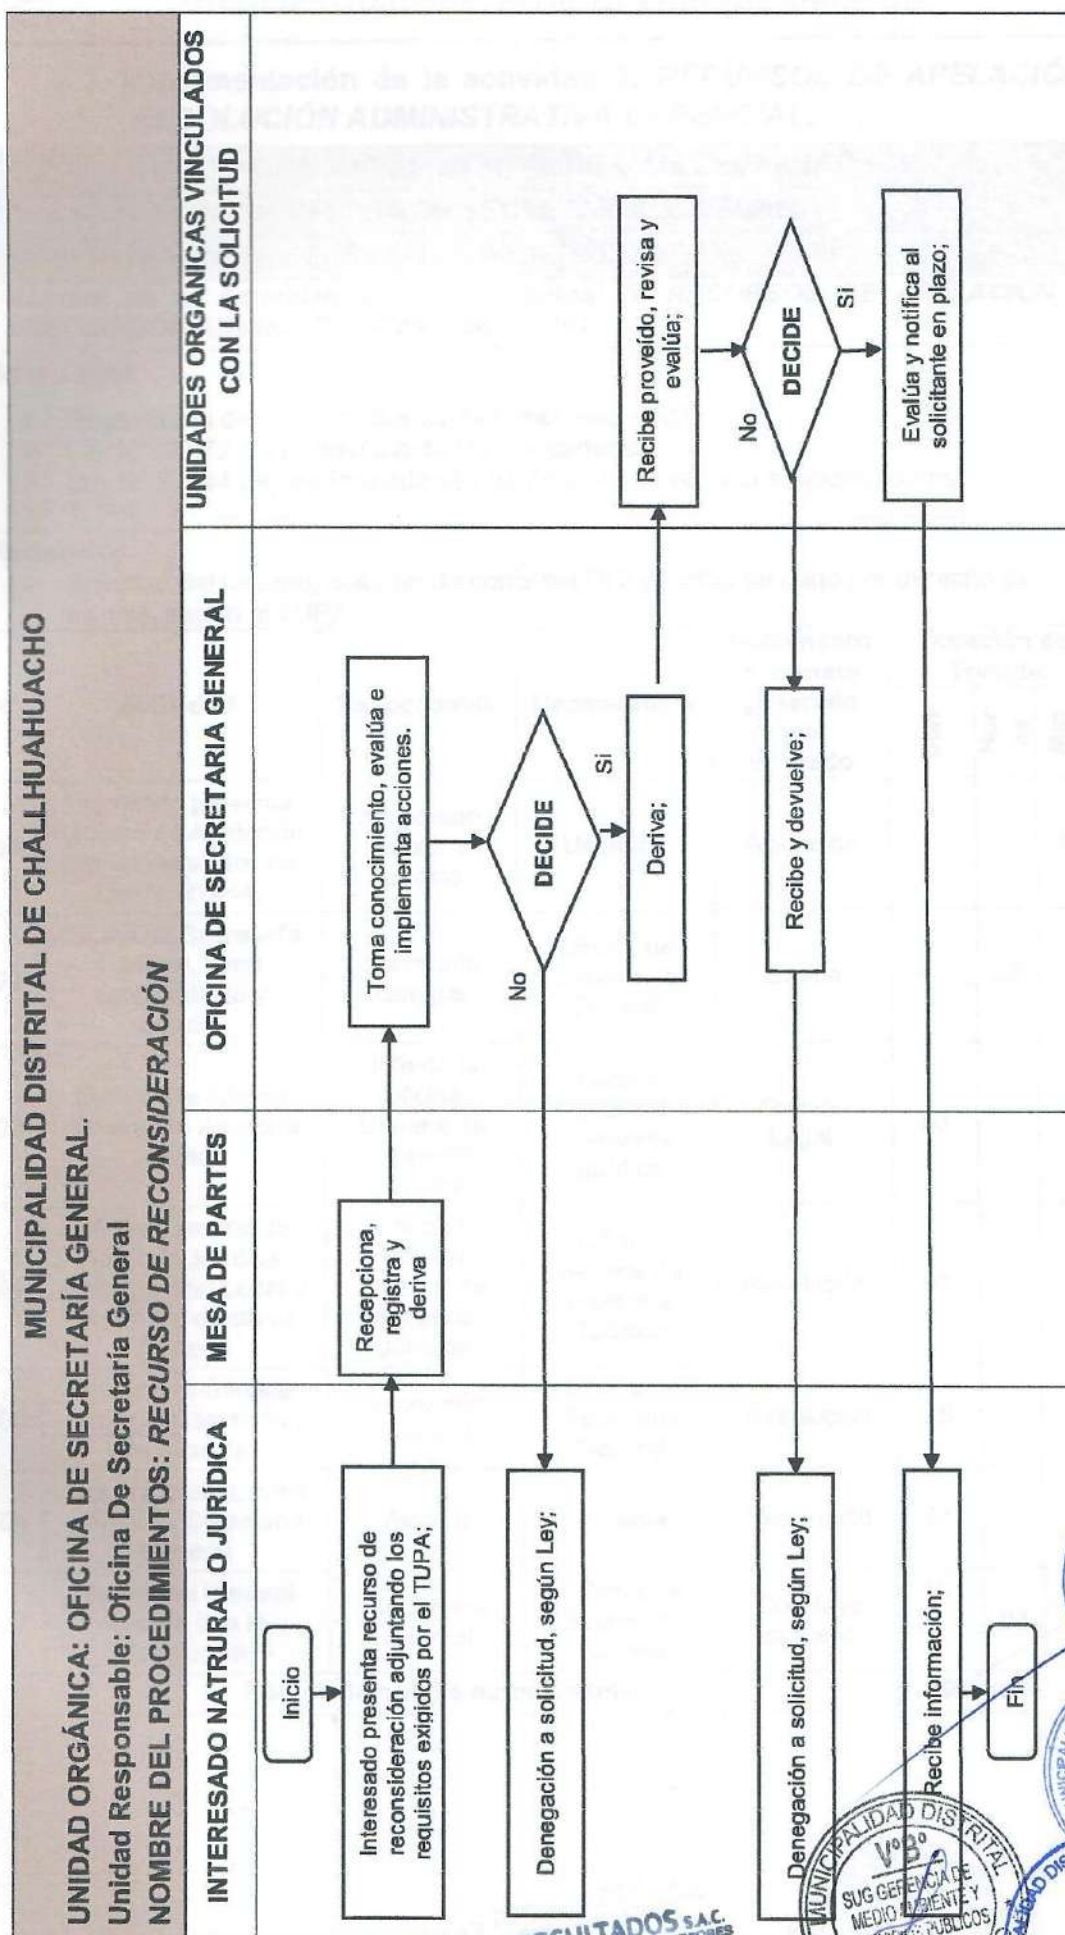 MUNICIPALIDAD DISTRITAL DE CHALLHUAHUACHO
UNIDAD ORGÁNICA: OFICINA DE SECRETARÍA GENERAL.
Unidad Responsable: Oficina De Secretaría General
NOMBRE DEL PROCEDIMIENTOS: RECURSO DE RECONSIDERACIÓN
INTERESADO NATRURAL O JURÍDICA
MESA DE PARTES
OFICINA DE SECRETARIA GENERAL
UNIDADES ORGÁNICAS VINCULADOS
CON LA SOLICITUD
Inicio
Interesado presenta recurso de
reconsideración adjuntando los
requisitos exigidos por el TUPA;
Recepciona,
registra y
deriva
Toma conocimiento, evalúa e
implementa acciones.
DECIDE
No
Si
Denegación a solicitud, según Ley;
Deriva;
Recibe proveído, revisa y
evalúa;
DECIDE
No
Si
Recibe y devuelve;
Denegación a solicitud, según Ley;
Evalúa y notifica al
solicitante en plazo;
Recibe información;
Fin
MUNICIPALIDAD DISTRITAL
V°B°
SUG GERENCIA DE
MEDIO AMBIENTE Y
PÚBLICOS
RESULTADOS S.A.C.